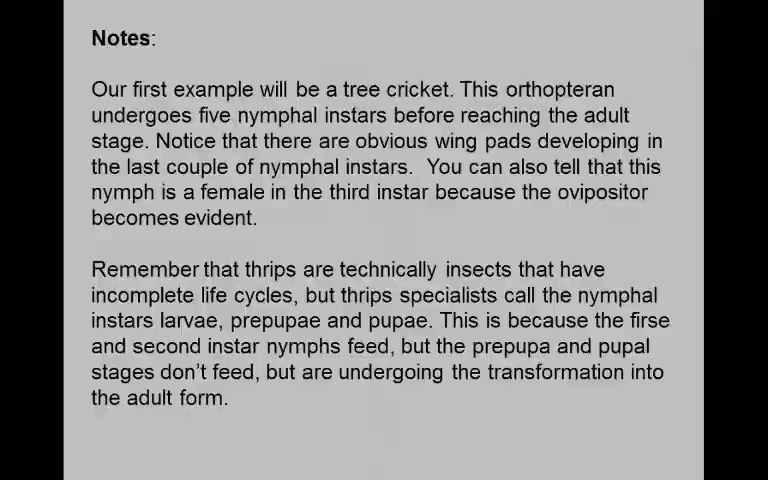 Notes:
Our first example will be a tree cricket. This orthopteran
undergoes five nymphal instars before reaching the adult
stage. Notice that there are obvious wing pads developing in
the last couple of nymphal instars.  You can also tell that this
nymph is a female in the third instar because the ovipositor
becomes evident.
Remember that thrips are technically insects that have
incomplete life cycles, but thrips specialists call the nymphal
instars larvae, prepupae and pupae. This is because the firse
and second instar nymphs feed, but the prepupa and pupal
stages don’t feed, but are undergoing the transformation into
the adult form.